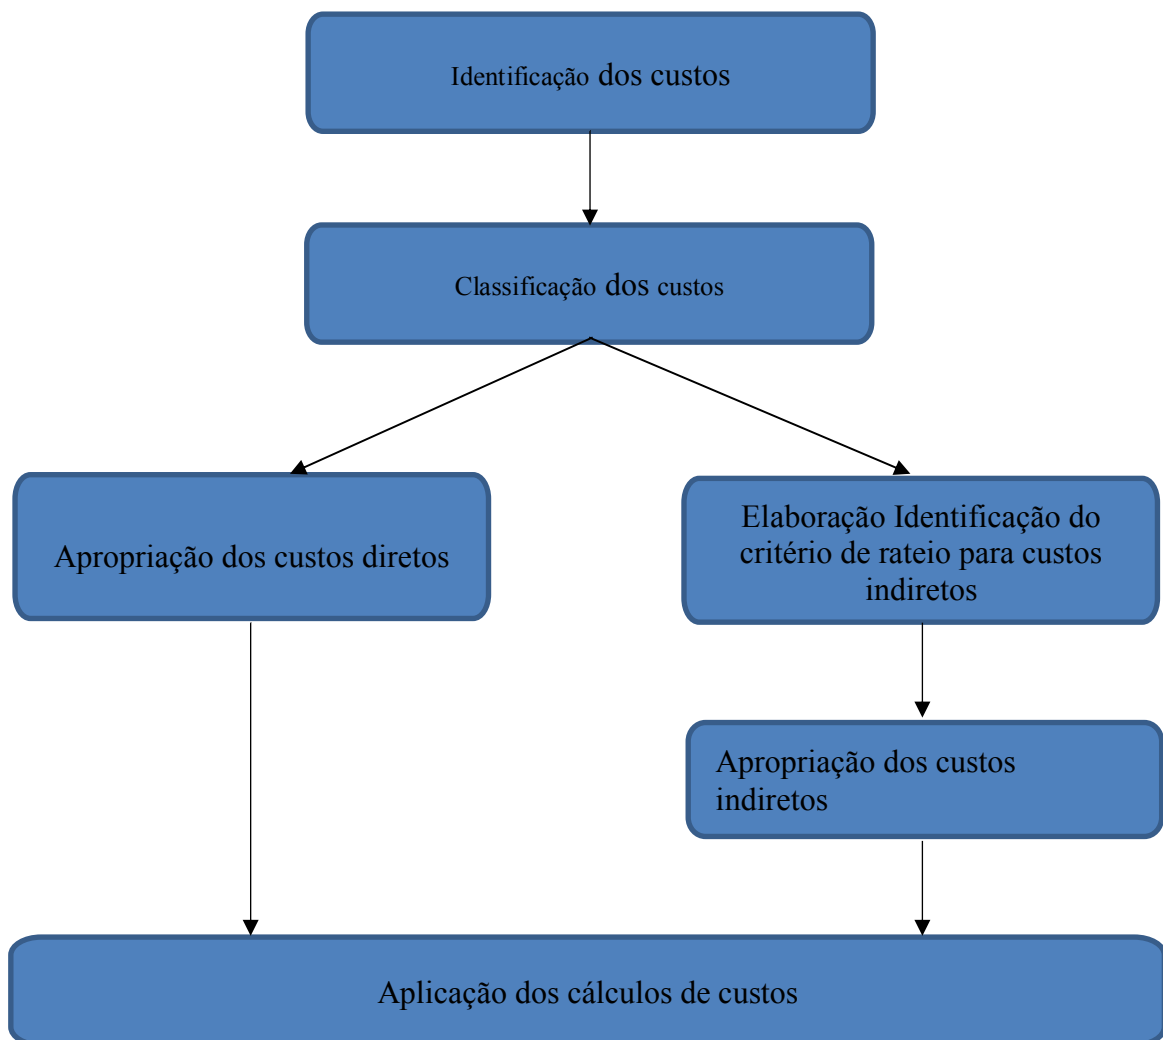 Identificação dos custos
Classificação dos custos
Apropriação dos custos diretos
Elaboração Identificação do
critério de rateio para custos
indiretos
Apropriação dos custos
indiretos
Aplicação dos cálculos de custos